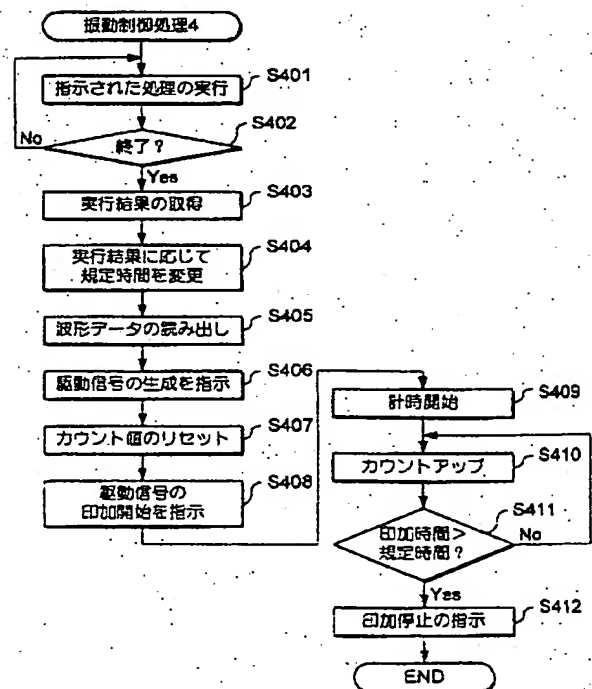 振動制御処理4
指示された処理の実行
S401
終了?
S402
No
Yes
実行結果の取得
S403
実行結果に応じて
規定時間を変更
S404
波形データの読み出し
S405
駆動信号の生成を指示
S406
カウント値のリセット
S407
駆動信号の
印加開始を指示
S408
計時開始
S409
カウントアップ
S410
印加時間>
規定時間?
S411
No
Yes
印加停止の指示
S412
END